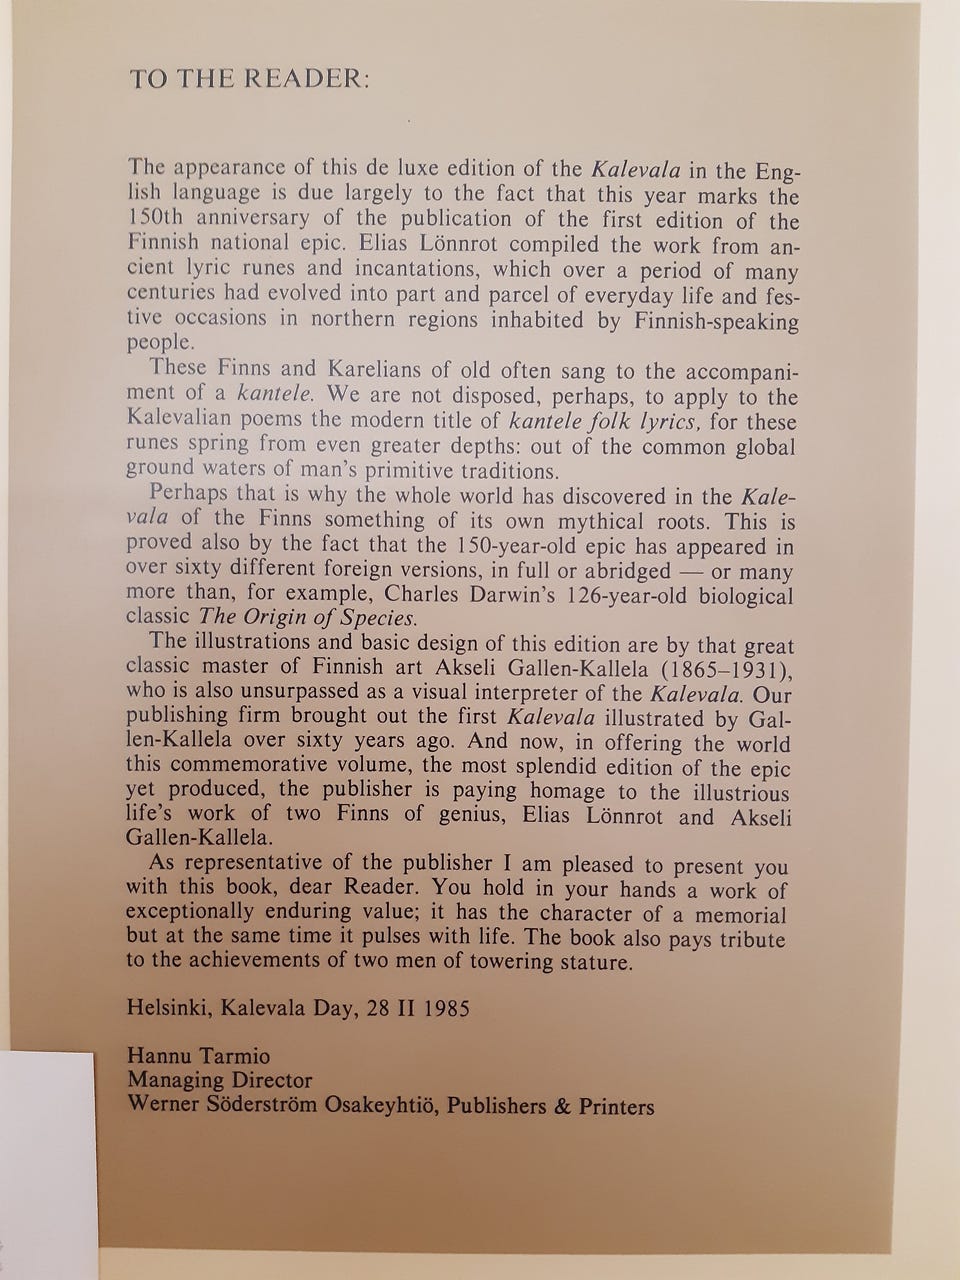 TO THE READER:
The appearance of this de luxe edition of the Kalevala in the Eng-
lish language is due largely to the fact that this year marks the
150th anniversary of the publication of the first edition of the
Finnish national epic. Elias Lönnrot compiled the work from an-
cient lyric runes and incantations, which over a period of many
centuries had evolved into part and parcel of everyday life and fes-
tive occasions in northern regions inhabited by Finnish-speaking
people.
These Finns and Karelians of old often sang to the accompani-
ment of a kantele. We are not disposed, perhaps, to apply to the
Kalevalian poems the modern title of kantele folk lyrics, for these
runes spring from even greater depths: out of the common global
ground waters of man's primitive traditions.
Perhaps that is why the whole world has discovered in the Kale-
vala of the Finns something of its own mythical roots. This is
proved also by the fact that the 150-year-old epic has appeared in
over sixty different foreign versions, in full or abridged — or many
more than, for example, Charles Darwin's 126-year-old biological
classic The Origin of Species.
The illustrations and basic design of this edition are by that great
classic master of Finnish art Akseli Gallen-Kallela (1865–1931),
who is also unsurpassed as a visual interpreter of the Kalevala. Our
publishing firm brought out the first Kalevala illustrated by Gal-
len-Kallela over sixty years ago. And now, in offering the world
this commemorative volume, the most splendid edition of the epic
yet produced, the publisher is paying homage to the illustrious
life's work of two Finns of genius, Elias Lönnrot and Akseli
Gallen-Kallela.
As representative of the publisher I am pleased to present you
with this book, dear Reader. You hold in your hands a work of
exceptionally enduring value; it has the character of a memorial
but at the same time it pulses with life. The book also pays tribute
to the achievements of two men of towering stature.
Helsinki, Kalevala Day, 28 II 1985
Hannu Tarmio
Managing Director
Werner Söderström Osakeyhtiö, Publishers & Printers